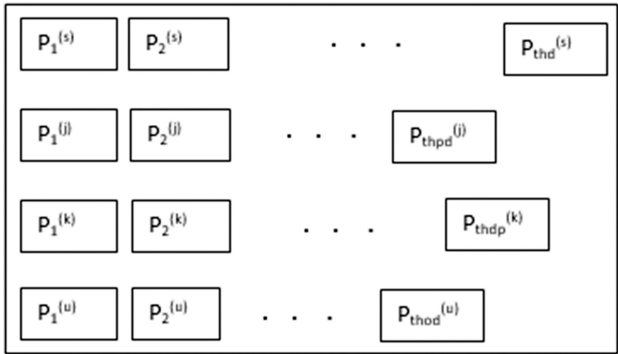 P₁⁽ˢ⁾ P₂⁽ˢ⁾ . . . Pthd⁽ˢ⁾
P₁⁽ʲ⁾ P₂⁽ʲ⁾ . . . Pthpd⁽ʲ⁾
P₁⁽ᵏ⁾ P₂⁽ᵏ⁾ . . . Pthdp⁽ᵏ⁾
P₁⁽ᵘ⁾ P₂⁽ᵘ⁾ . . . Pthod⁽ᵘ⁾